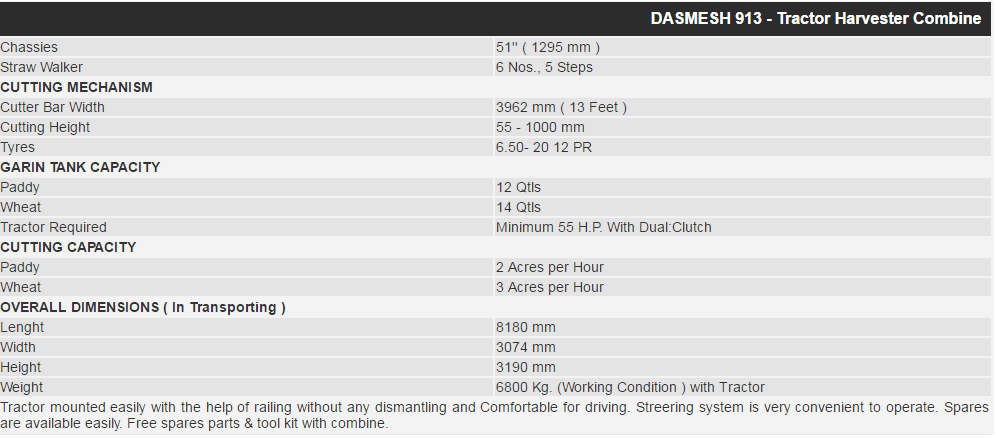 DASMESH 913 - Tractor Harvester Combine
Chassies 51" ( 1295 mm )
Straw Walker 6 Nos., 5 Steps
CUTTING MECHANISM
Cutter Bar Width 3962 mm ( 13 Feet )
Cutting Height 55 - 1000 mm
Tyres 6.50- 20 12 PR
GARIN TANK CAPACITY
Paddy 12 Qtls
Wheat 14 Qtls
Tractor Required Minimum 55 H.P. With Dual:Clutch
CUTTING CAPACITY
Paddy 2 Acres per Hour
Wheat 3 Acres per Hour
OVERALL DIMENSIONS ( In Transporting )
Lenght 8180 mm
Width 3074 mm
Height 3190 mm
Weight 6800 Kg. (Working Condition ) with Tractor
Tractor mounted easily with the help of railing without any dismantling and Comfortable for driving. Streering system is very convenient to operate. Spares
are available easily. Free spares parts & tool kit with combine.